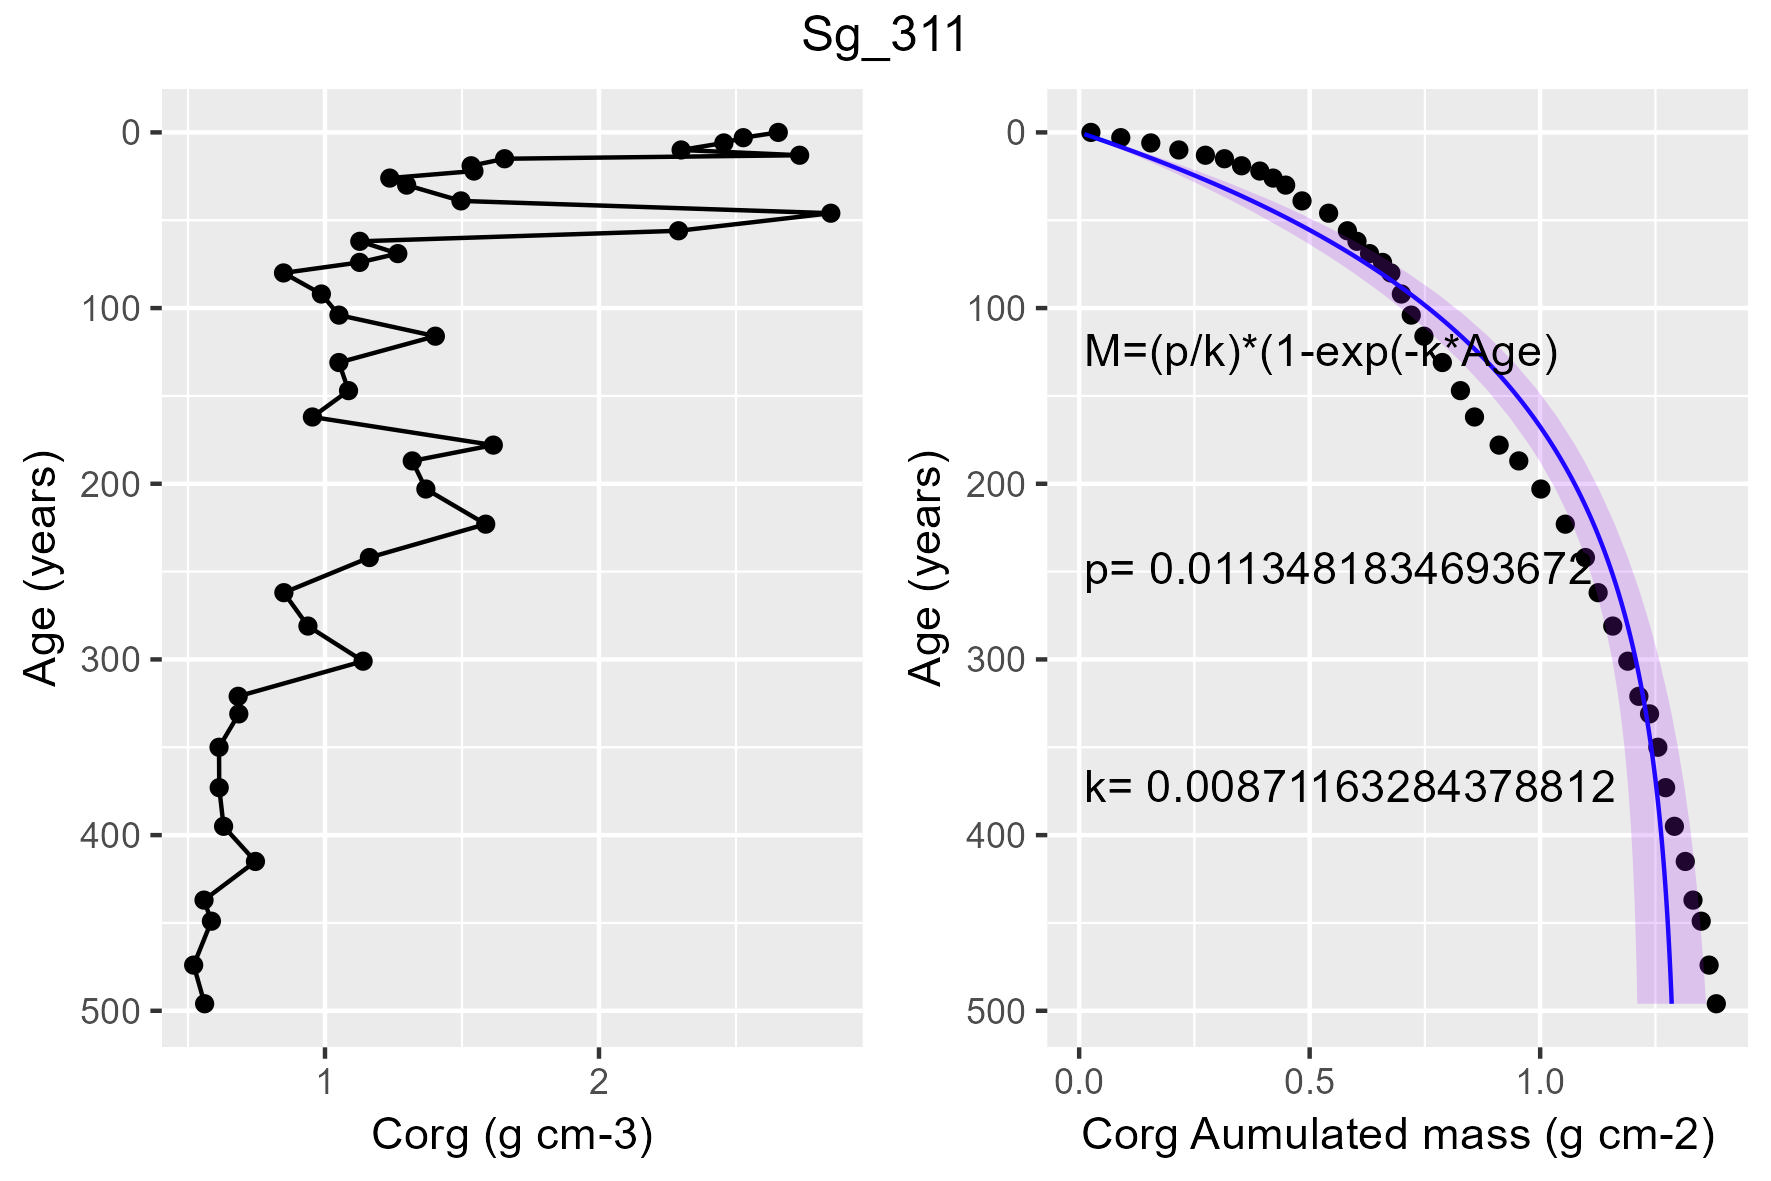 Sg_311
Age (years)
0
100
200
300
400
500
1
2
Corg (g cm-3)
Age (years)
0
100
200
300
400
500
M=(p/k)*(1-exp(-k*Age)
p= 0.0113481834693672
k= 0.00871163284378812
0.0
0.5
1.0
Corg Aumulated mass (g cm-2)